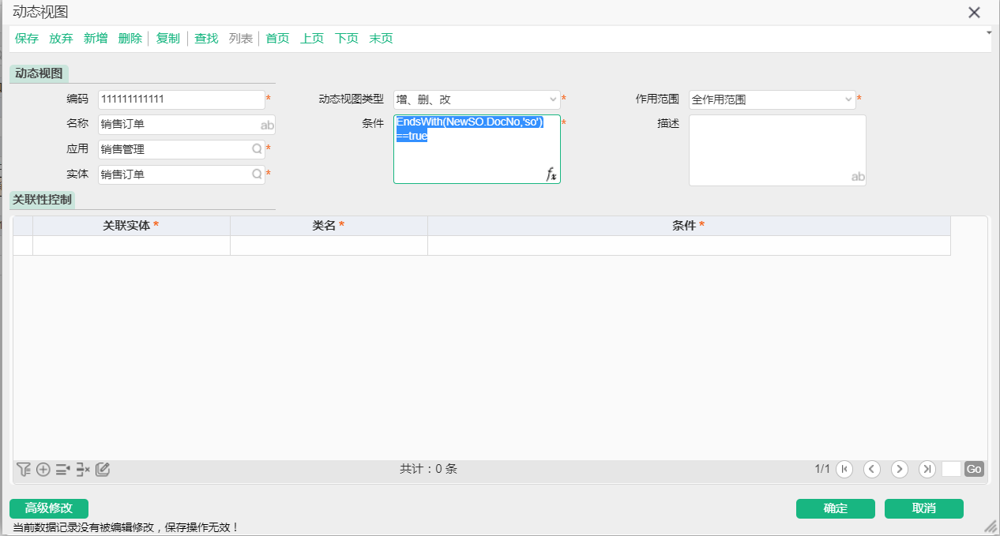 动态视图
保存 放弃 新增 删除 复制 查找 列表 首页 上页 下页 末页
动态视图
编码 111111111111 * 动态视图类型 增、删、改 * 作用范围 全作用范围 *
名称 销售订单 ab 条件 EndsWith(NewSO.DocNo,'so') * 描述
==true
应用 销售管理 *
实体 销售订单 * fx ab
关联性控制
关联实体 * 类名 * 条件 *
共计：0 条 1/1 Go
高级修改 确定 取消
当前数据记录没有被编辑修改，保存操作无效！